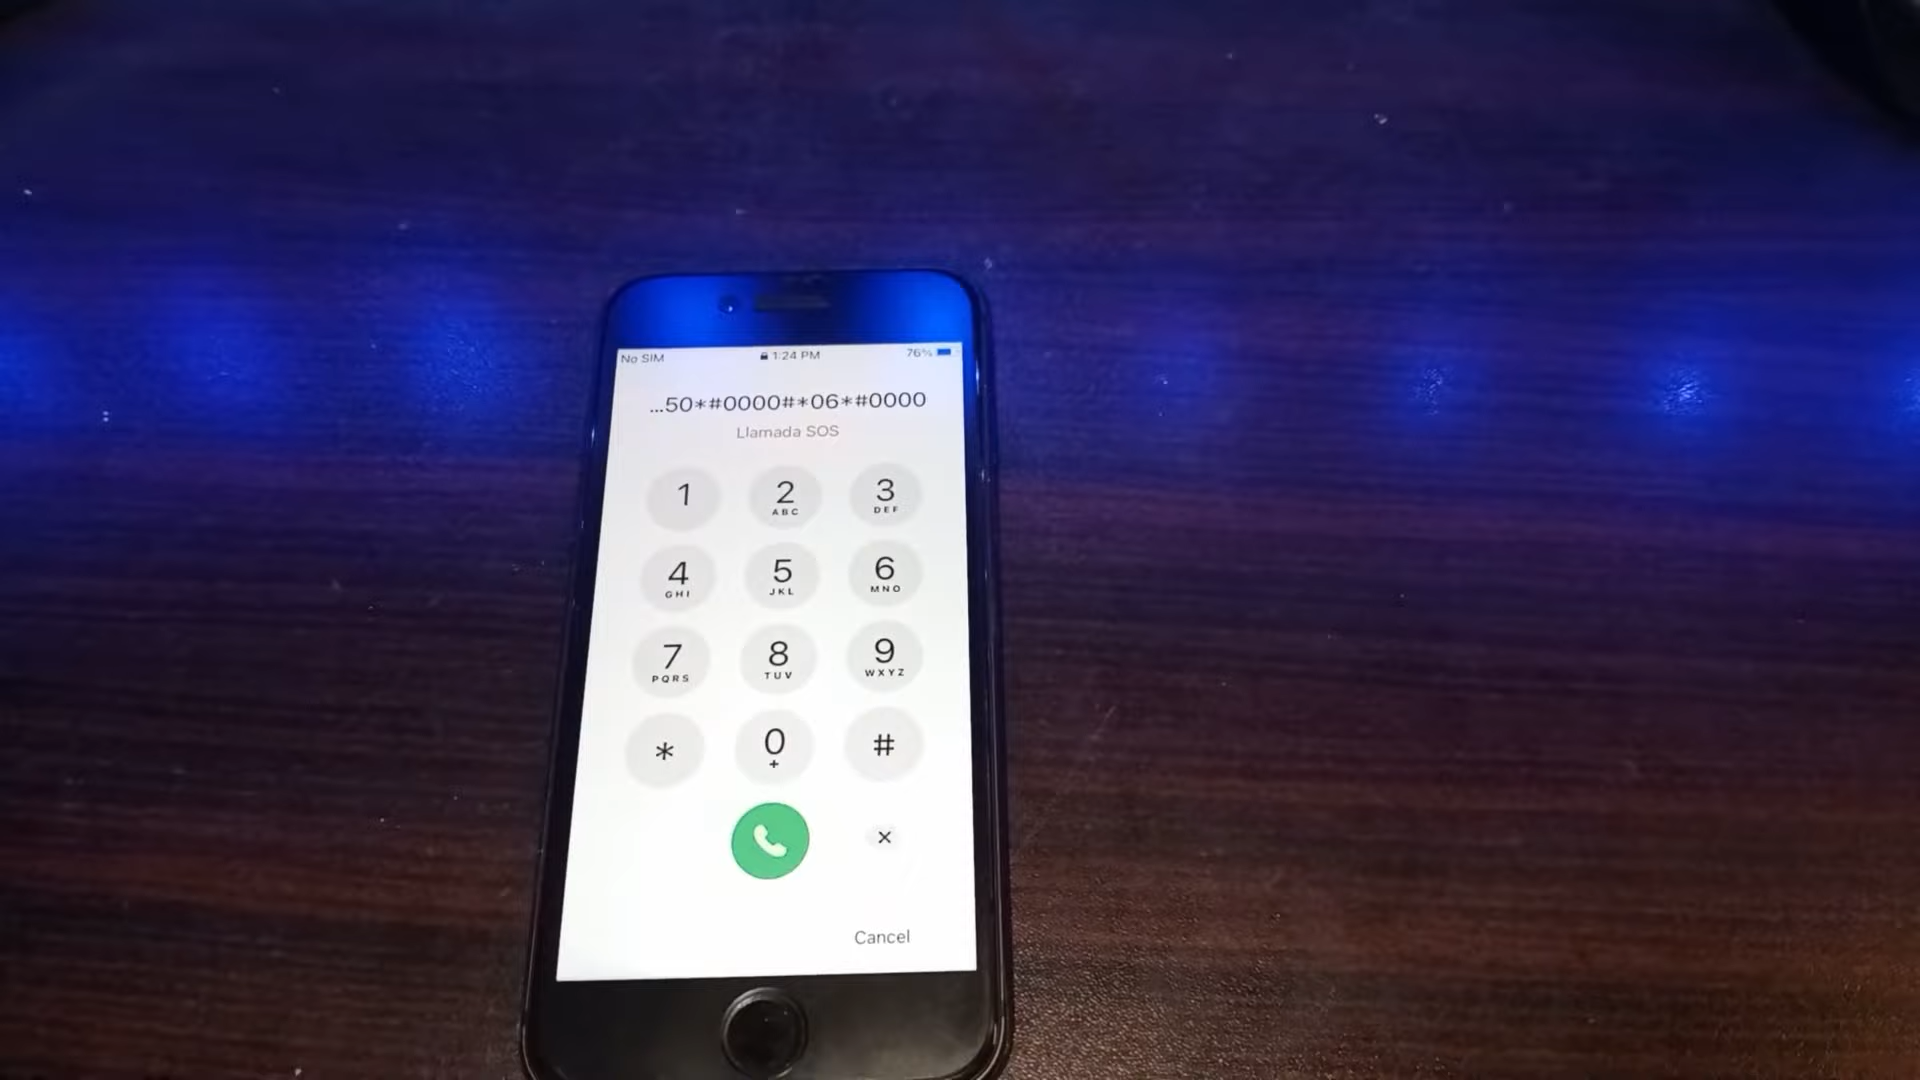 No SIM 1:24 PM 76%
...50*#0000#*06*#0000
Llamada SOS
1 2 3
ABC DEF
4 5 6
GHI JKL MNO
7 8 9
PQRS TUV WXYZ
* 0 #
+
×
Cancel